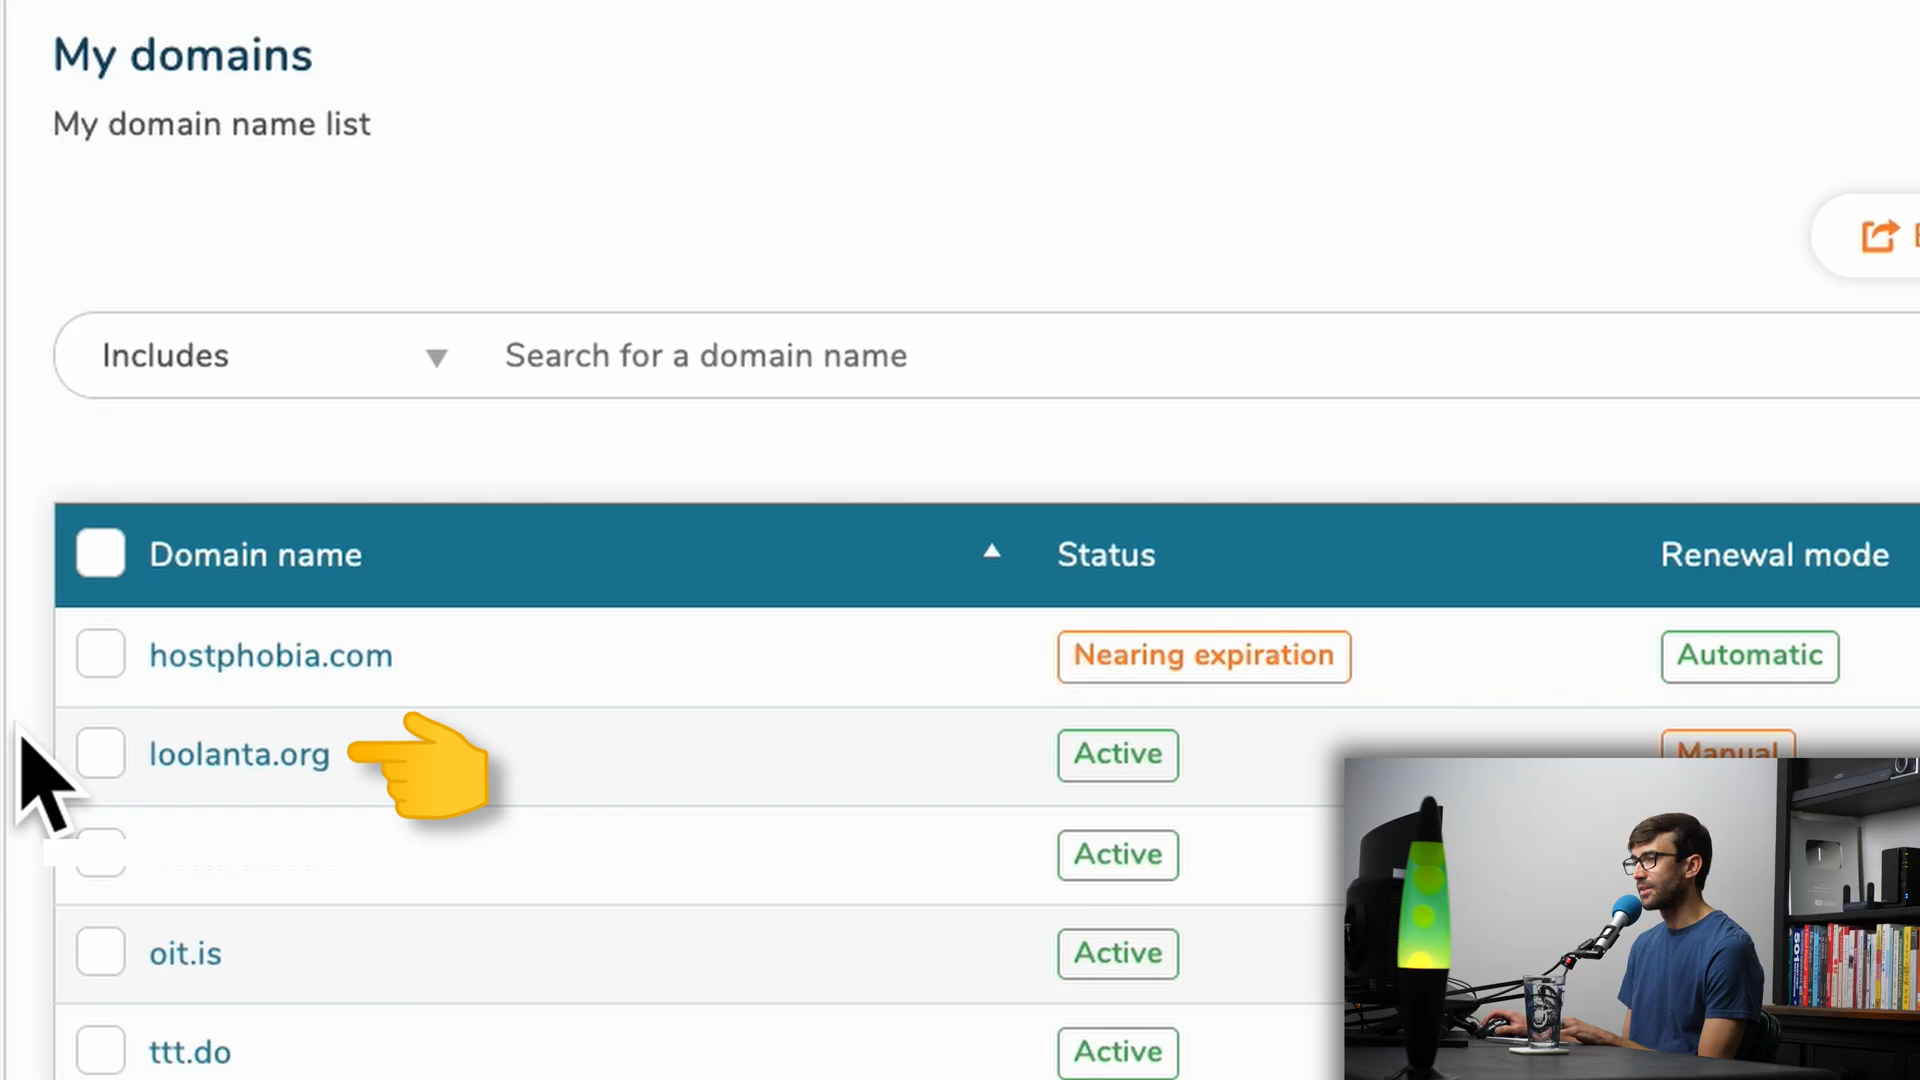 My domains
My domain name list
Includes
Search for a domain name
Domain name Status Renewal mode
hostphobia.com Nearing expiration Automatic
loolanta.org Active Manual
Active
oit.is Active
ttt.do Active